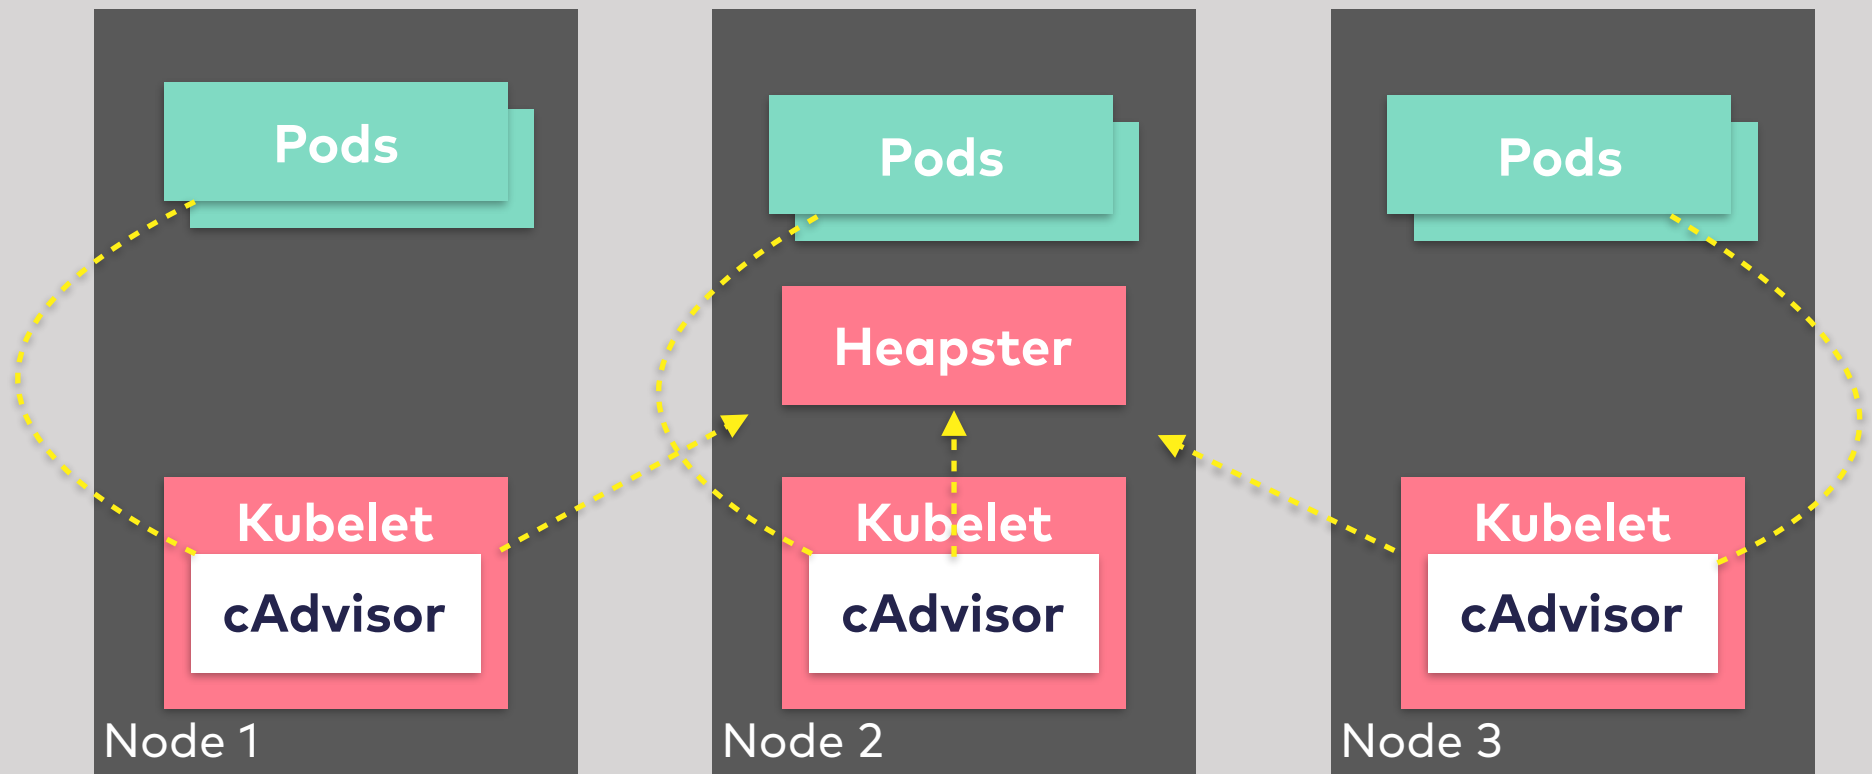 Pods
Kubelet
cAdvisor
Node 1
Pods
Heapster
Kubelet
cAdvisor
Node 2
Pods
Kubelet
cAdvisor
Node 3